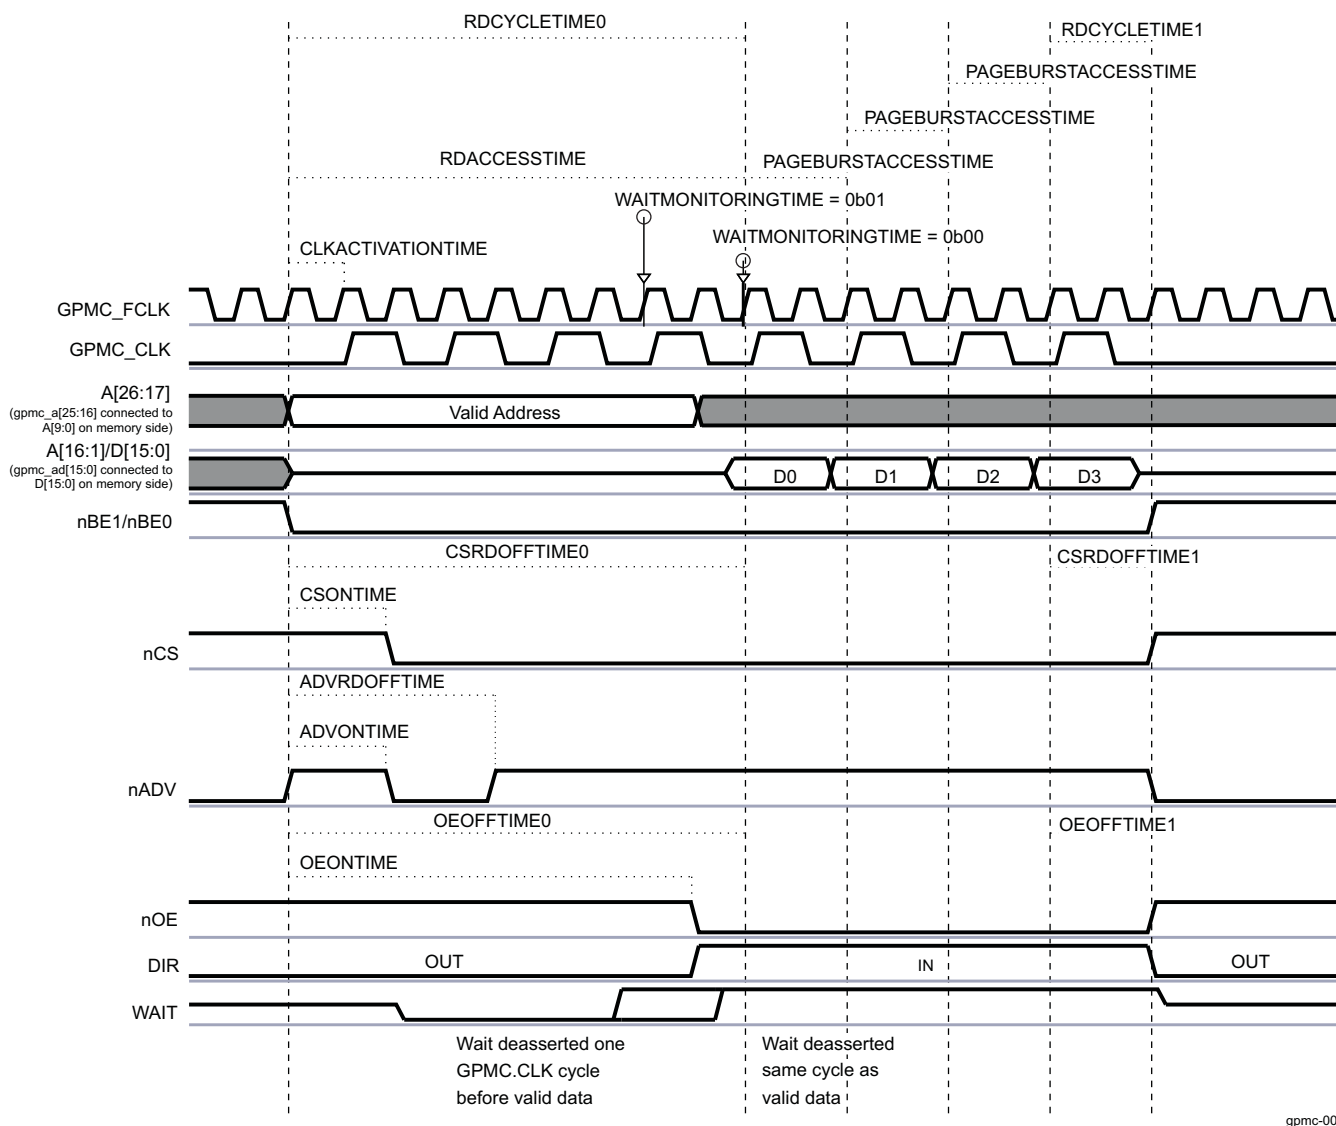 RDCYCLETIME0
RDCYCLETIME1
PAGEBURSTACCESSTIME
PAGEBURSTACCESSTIME
RDACCESSTIME
PAGEBURSTACCESSTIME
WAITMONITORINGTIME = 0b01
WAITMONITORINGTIME = 0b00
CLKACTIVATIONTIME
GPMC_FCLK
GPMC_CLK
A[26:17]
(gpmc_a[25:16] connected to
A[9:0] on memory side)
Valid Address
A[16:1]/D[15:0]
(gpmc_ad[15:0] connected to
D[15:0] on memory side)
D0
D1
D2
D3
nBE1/nBE0
CSRDOFFTIME0
CSRDOFFTIME1
CSONTIME
nCS
ADVRDOFFTIME
ADVONTIME
nADV
OEOFFTIME0
OEOFFTIME1
OEONTIME
nOE
DIR
OUT
IN
OUT
WAIT
Wait deasserted one
GPMC.CLK cycle
before valid data
Wait deasserted
same cycle as
valid data
gpmc-00